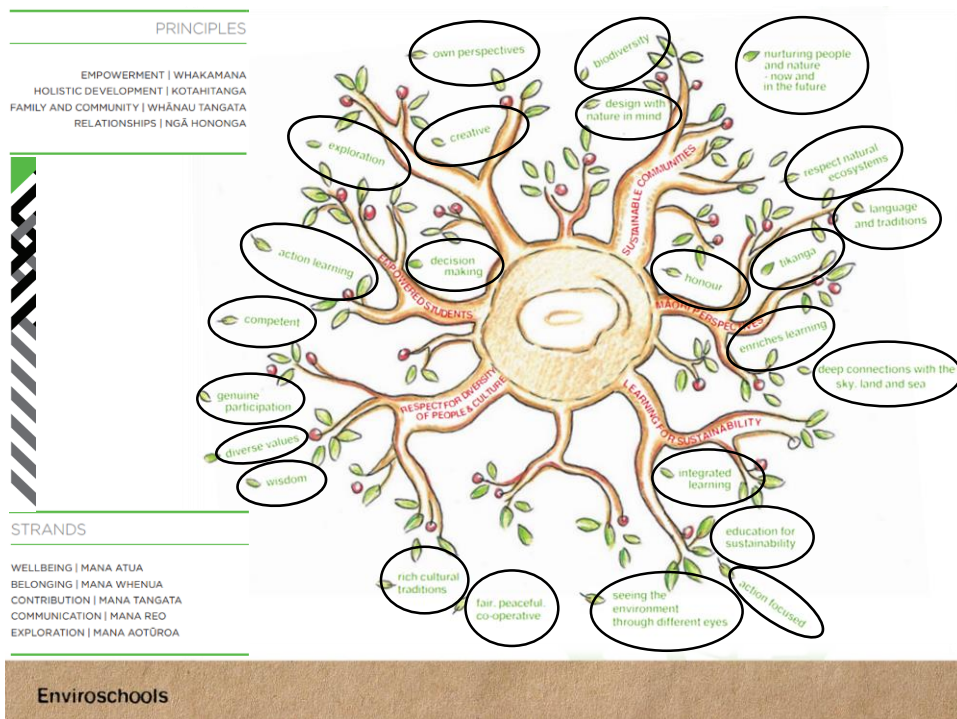 PRINCIPLES
EMPOWERMENT | WHAKAMANA
HOLISTIC DEVELOPMENT | KOTAHITANGA
FAMILY AND COMMUNITY | WHĀNAU TANGATA
RELATIONSHIPS | NGĀ HONONGA
own perspectives
biodiversity
nurturing people
and nature
- now and
in the future
design with
nature in mind
creative
exploration
SUSTAINABLE COMMUNITIES
respect natural
ecosystems
language
and traditions
action learning
decision
making
EMPOWERED STUDENTS
honour
tikanga
MĀORI PERSPECTIVES
competent
enriches learning
deep connections with the
sky, land and sea
genuine
participation
RESPECT FOR DIVERSITY
OF PEOPLE & CULTURE
LEARNING FOR SUSTAINABILITY
diverse values
wisdom
integrated
learning
education for
sustainability
rich cultural
traditions
fair, peaceful,
co-operative
seeing the
environment
through different eyes
action focused
STRANDS
WELLBEING | MANA ATUA
BELONGING | MANA WHENUA
CONTRIBUTION | MANA TANGATA
COMMUNICATION | MANA REO
EXPLORATION | MANA AOTŪROA
Enviroschools